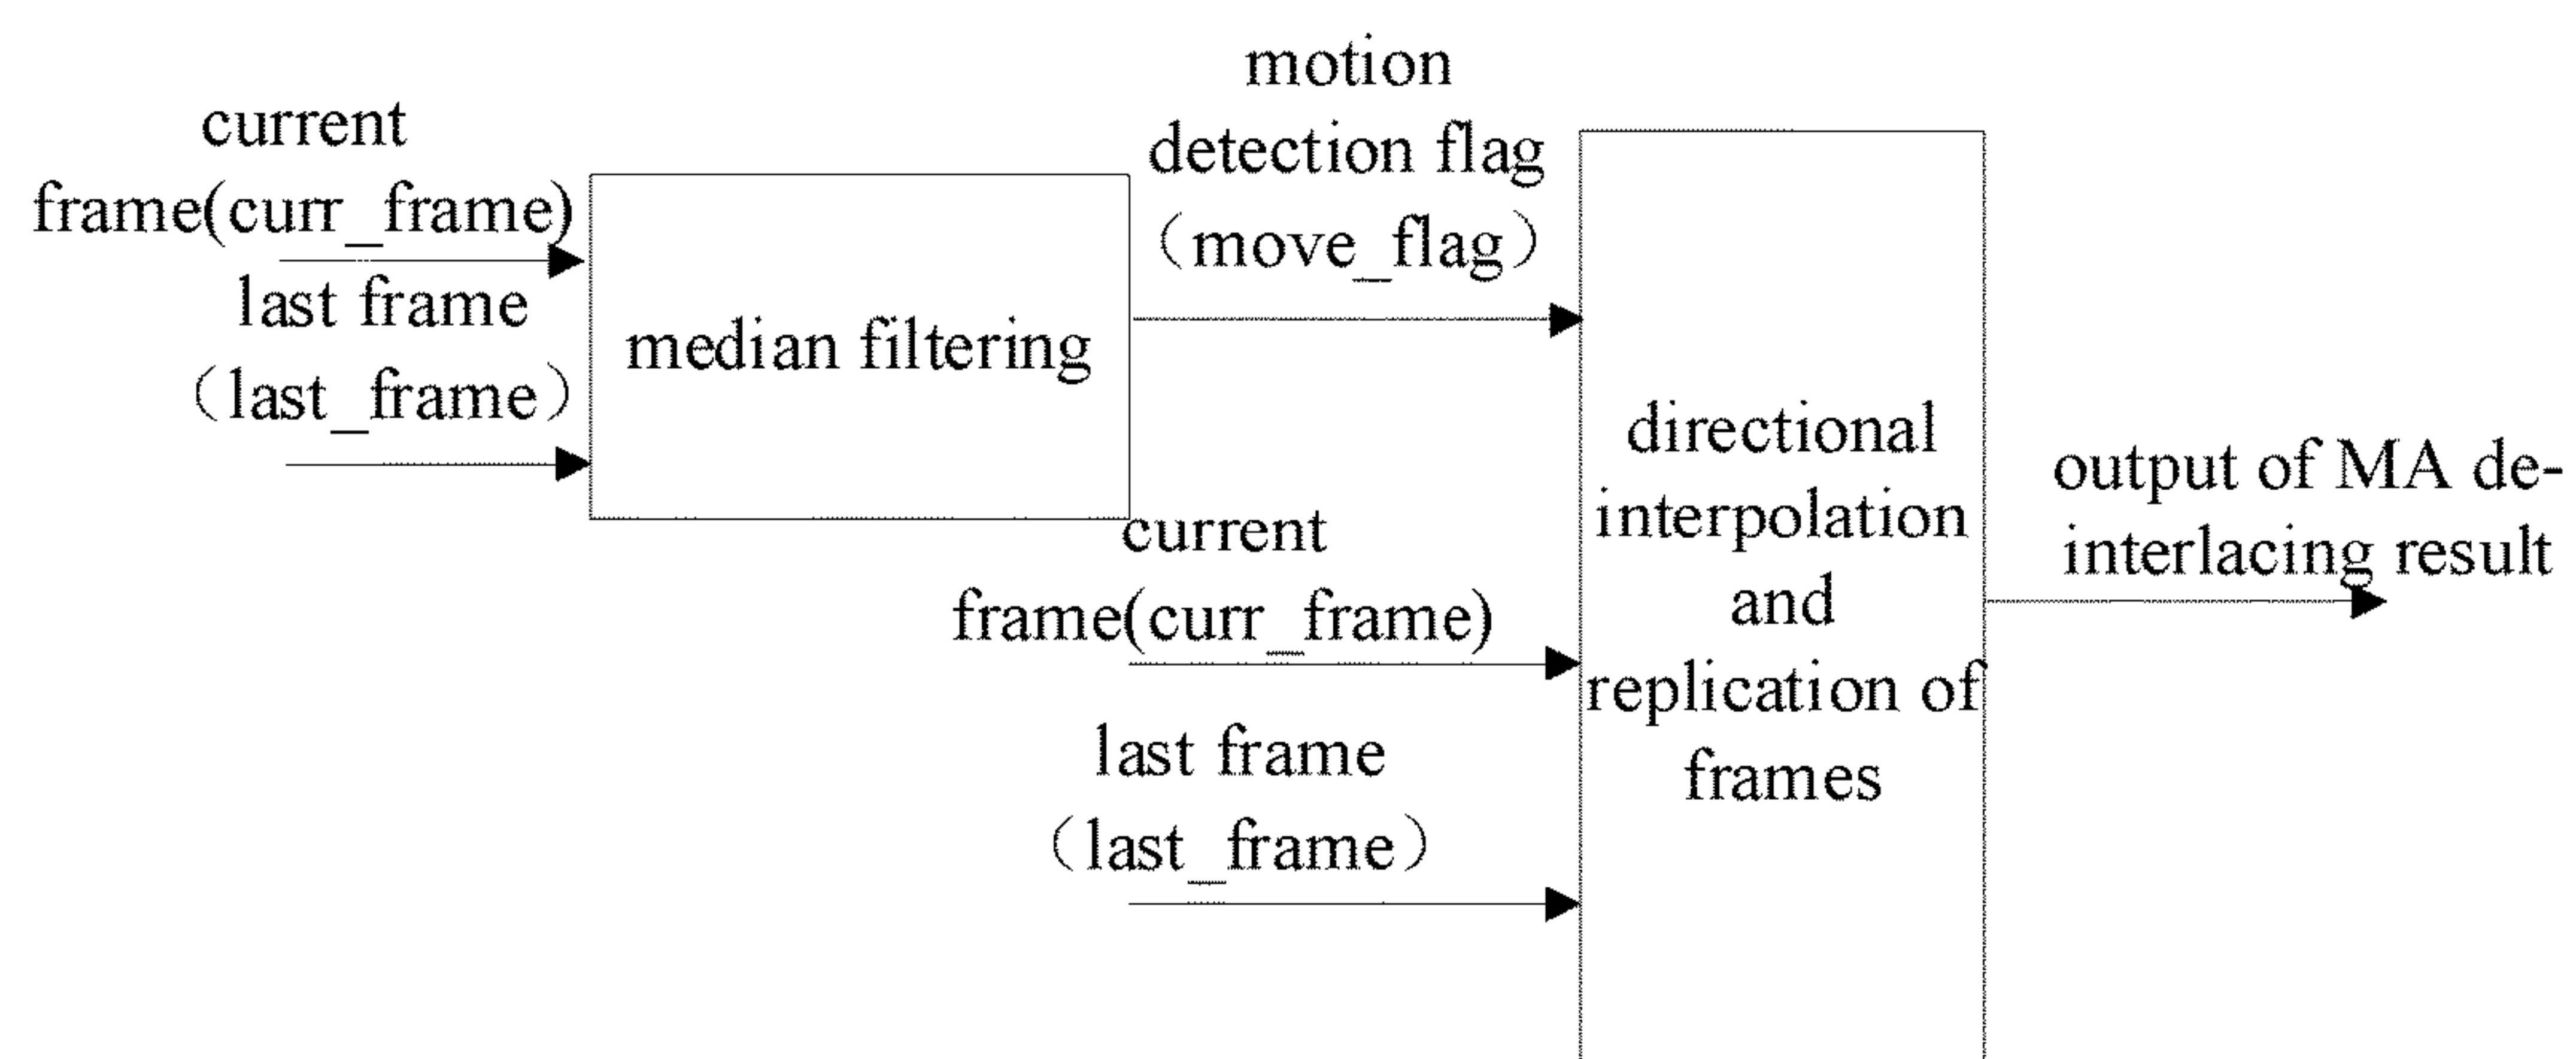 current
frame(curr_frame)
last frame
（last_frame）
median filtering
motion
detection flag
（move_flag）
current
frame(curr_frame)
last frame
（last_frame）
directional
interpolation
and
replication of
frames
output of MA de-
interlacing result